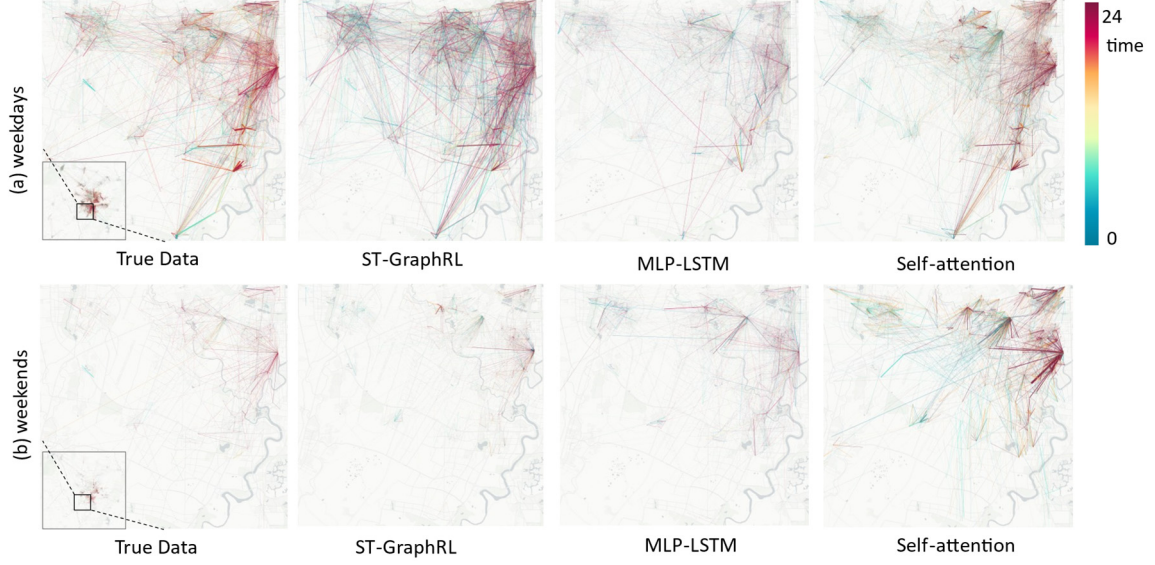 24
time
0
(a) weekdays
True Data
ST-GraphRL
MLP-LSTM
Self-attention
(b) weekends
True Data
ST-GraphRL
MLP-LSTM
Self-attention